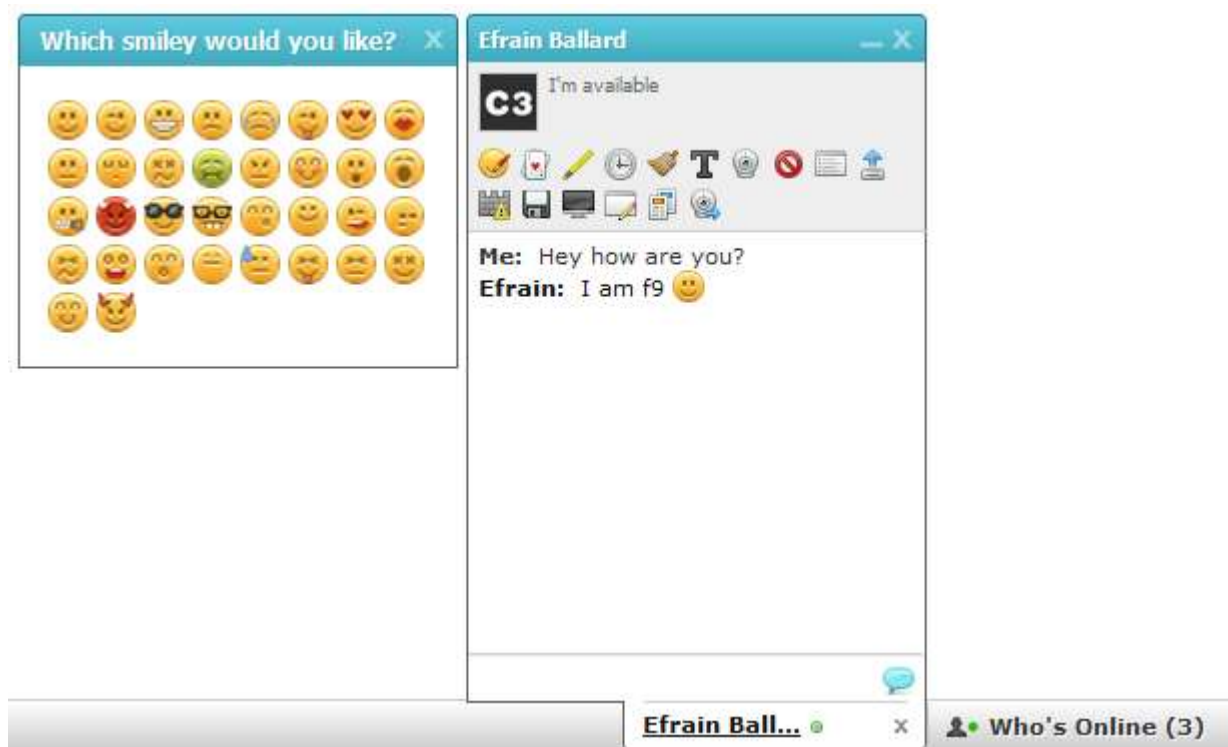 Which smiley would you like? X
Efrain Ballard
C3 I'm available
T
Me: Hey how are you?
Efrain: I am f9
Efrain Ball... x
Who's Online (3)